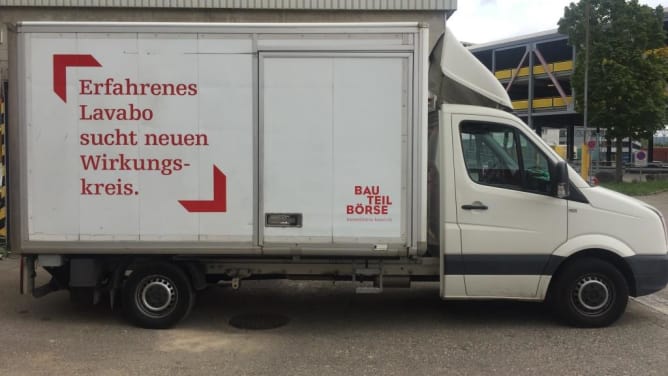 Erfahrenes
Lavabo
sucht neuen
Wirkungs-
kreis.
BAU
TEIL
BÖRSE